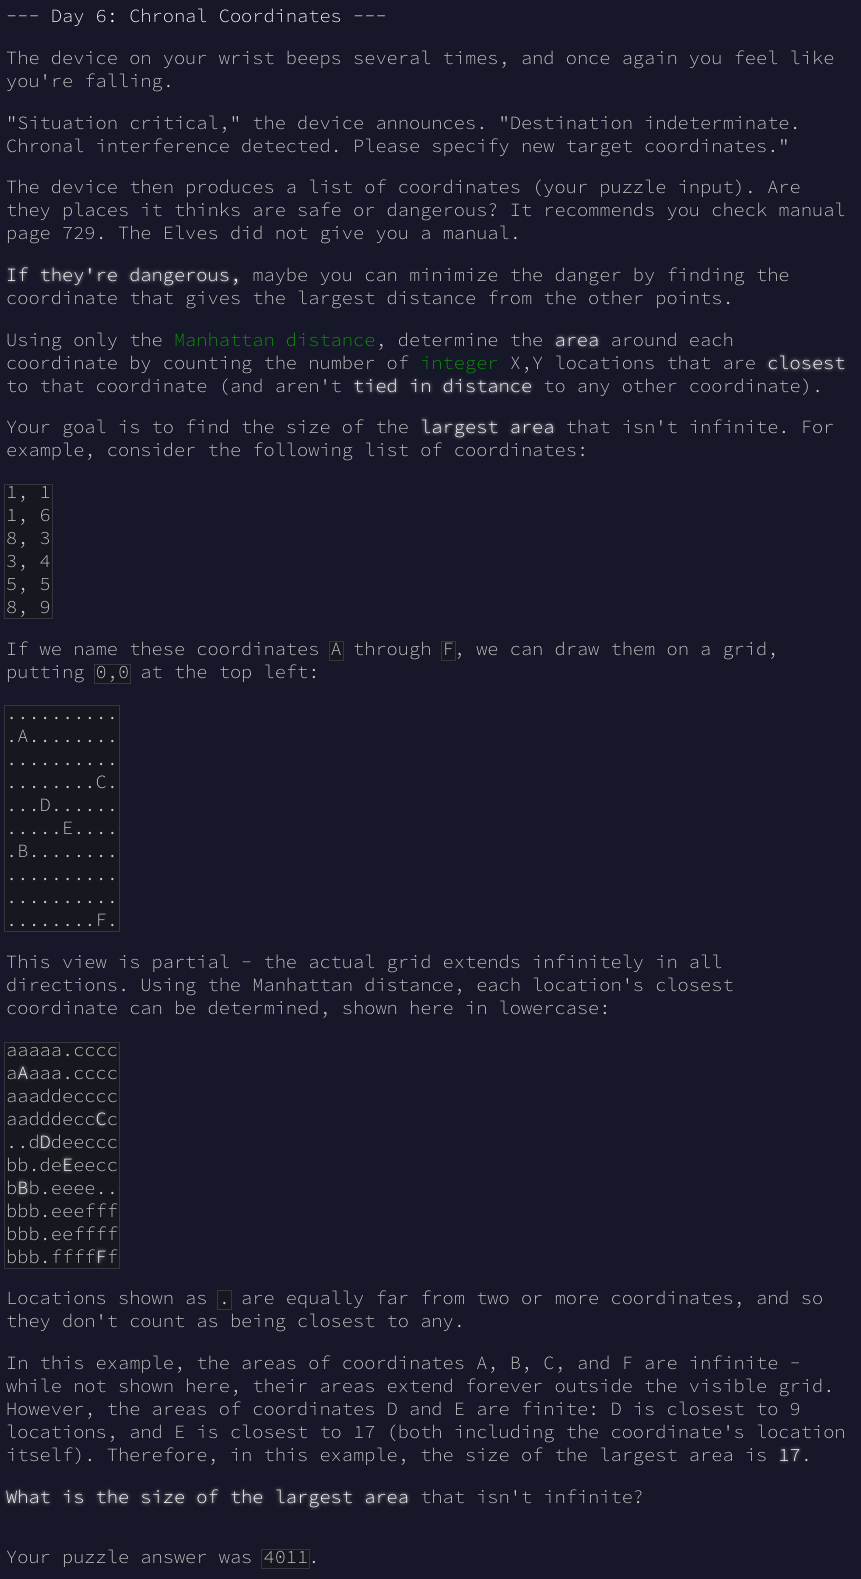 --- Day 6: Chronal Coordinates ---
The device on your wrist beeps several times, and once again you feel like
you're falling.
"Situation critical," the device announces. "Destination indeterminate.
Chronal interference detected. Please specify new target coordinates."
The device then produces a list of coordinates (your puzzle input). Are
they places it thinks are safe or dangerous? It recommends you check manual
page 729. The Elves did not give you a manual.
If they're dangerous, maybe you can minimize the danger by finding the
coordinate that gives the largest distance from the other points.
Using only the Manhattan distance, determine the area around each
coordinate by counting the number of integer X,Y locations that are closest
to that coordinate (and aren't tied in distance to any other coordinate).
Your goal is to find the size of the largest area that isn't infinite. For
example, consider the following list of coordinates:
1, 1
1, 6
8, 3
3, 4
5, 5
8, 9
If we name these coordinates A through F, we can draw them on a grid,
putting 0,0 at the top left:
..........
.A........
..........
........C.
...D......
.....E....
.B........
..........
..........
........F.
This view is partial - the actual grid extends infinitely in all
directions. Using the Manhattan distance, each location's closest
coordinate can be determined, shown here in lowercase:
aaaaa.cccc
aAaaa.cccc
aaaddecccc
aadddeccCc
..dDdeeccc
bb.deEeecc
bBb.eeee..
bbb.eeefff
bbb.eeffff
bbb.ffffFf
Locations shown as . are equally far from two or more coordinates, and so
they don't count as being closest to any.
In this example, the areas of coordinates A, B, C, and F are infinite -
while not shown here, their areas extend forever outside the visible grid.
However, the areas of coordinates D and E are finite: D is closest to 9
locations, and E is closest to 17 (both including the coordinate's location
itself). Therefore, in this example, the size of the largest area is 17.
What is the size of the largest area that isn't infinite?
Your puzzle answer was 4011.